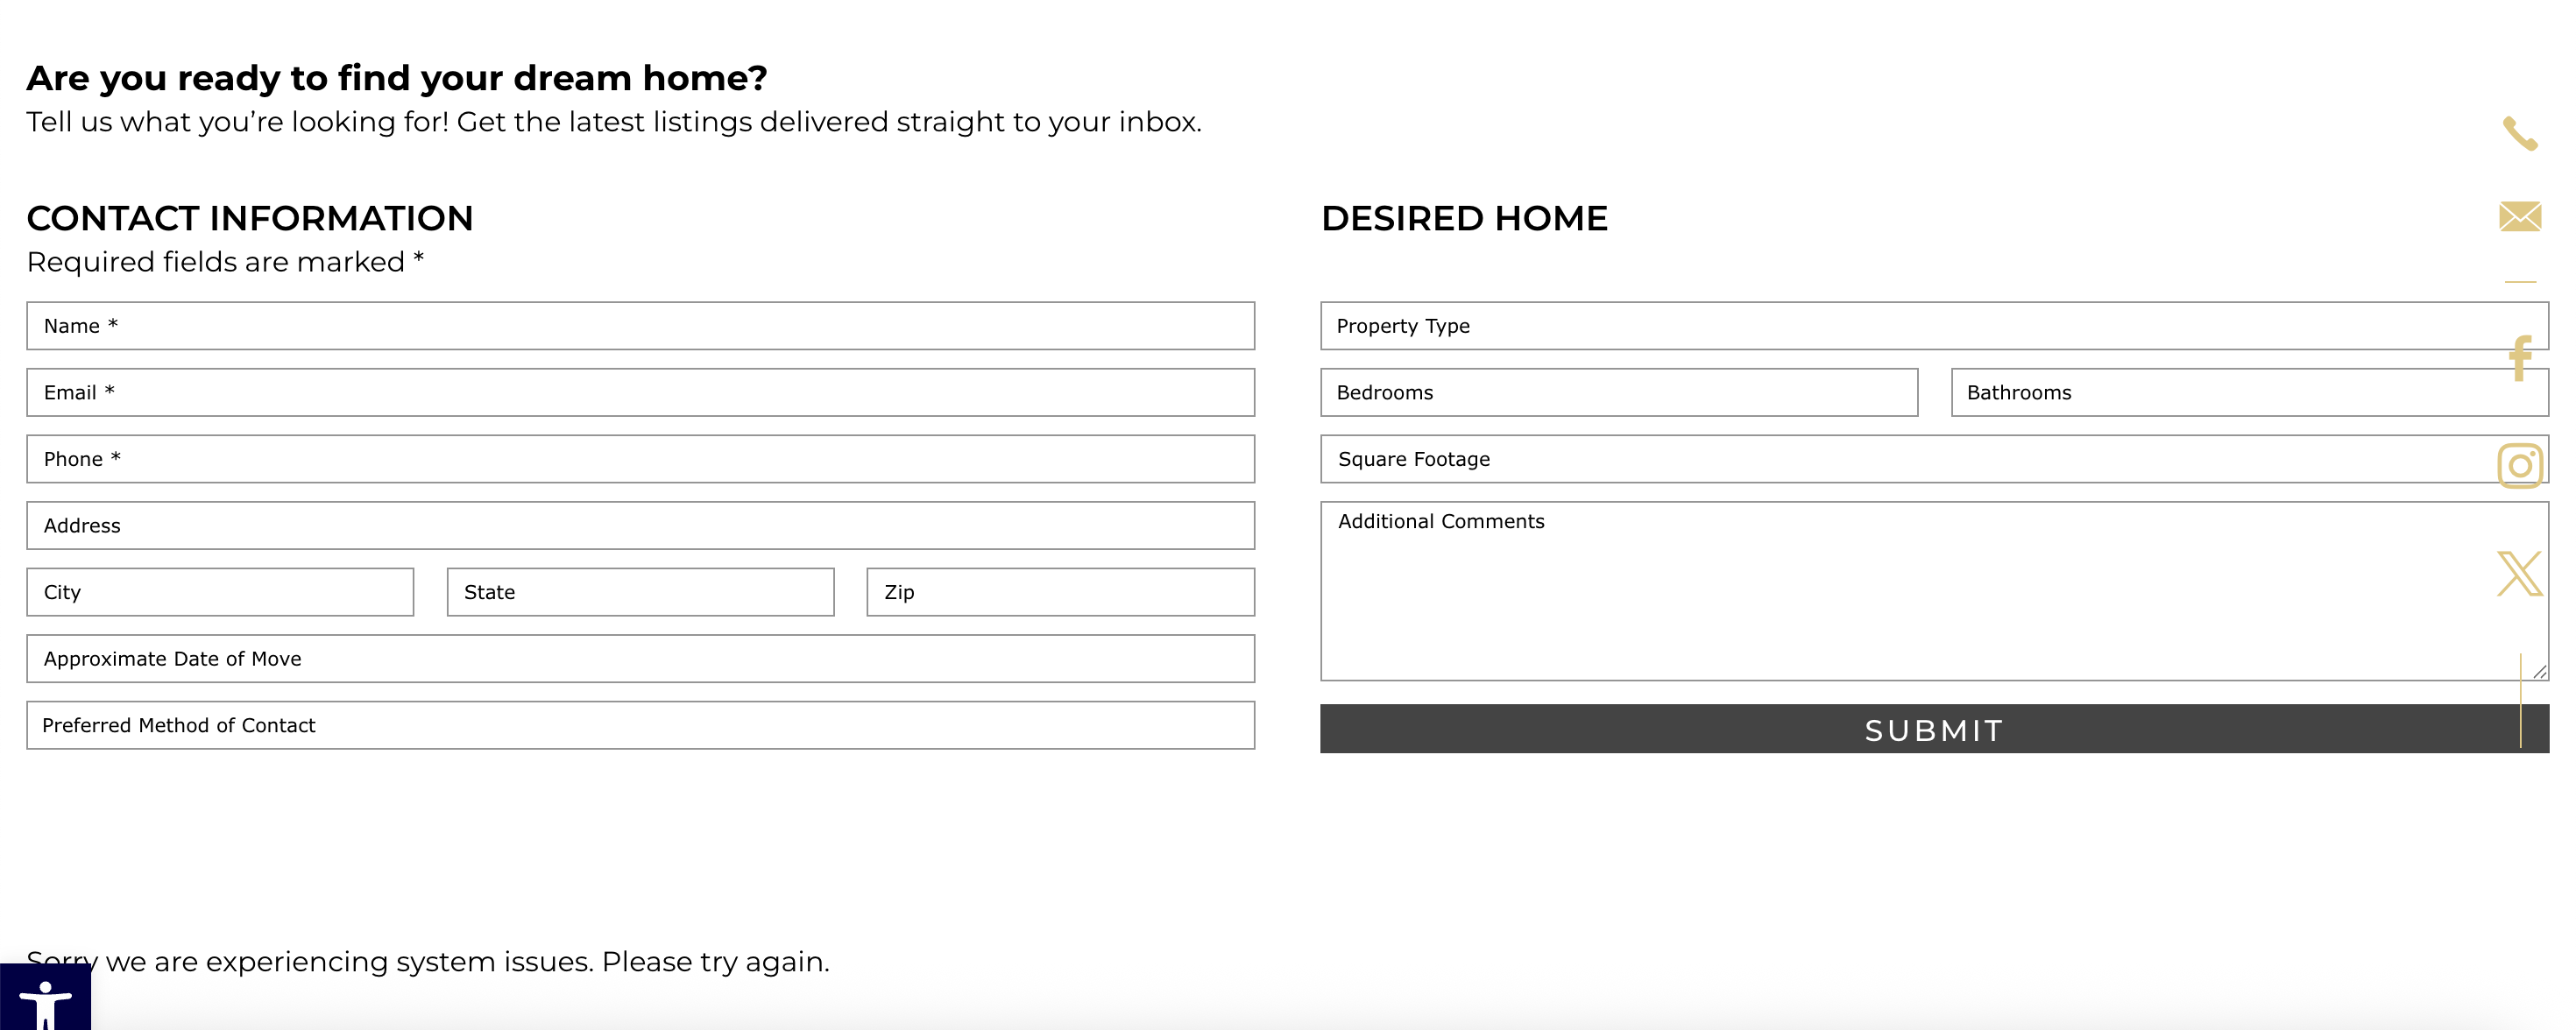 Are you ready to find your dream home?
Tell us what you’re looking for! Get the latest listings delivered straight to your inbox.
CONTACT INFORMATION
Required fields are marked *
Name *
Email *
Phone *
Address
City State Zip
Approximate Date of Move
Preferred Method of Contact
DESIRED HOME
Property Type
Bedrooms Bathrooms
Square Footage
Additional Comments
SUBMIT
Sorry we are experiencing system issues. Please try again.